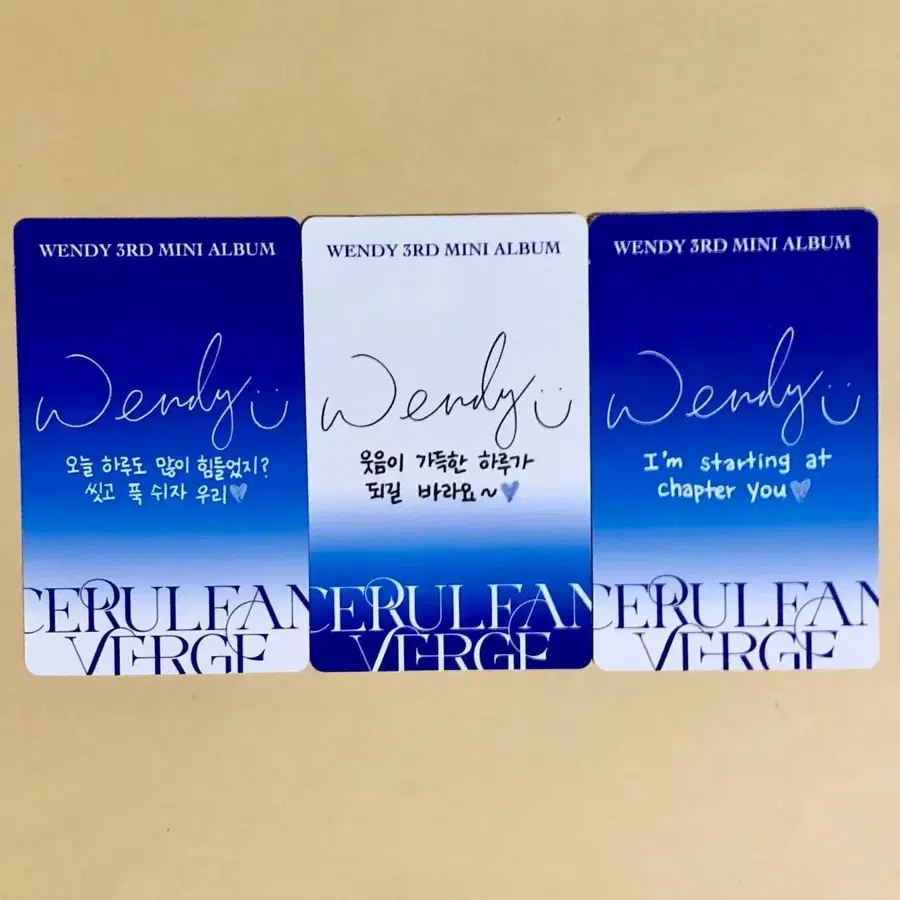 WENDY 3RD MINI ALBUM
Wendy
오늘 하루도 많이 힘들었지?
씻고 푹 쉬자 우리
CERULEAN
VERGE
WENDY 3RD MINI ALBUM
Wendy
웃음이 가득한 하루가
되길 바라요~
CERULEAN
VERGE
WENDY 3RD MINI ALBUM
Wendy
I'm starting at
chapter you
CERULEAN
VERGE